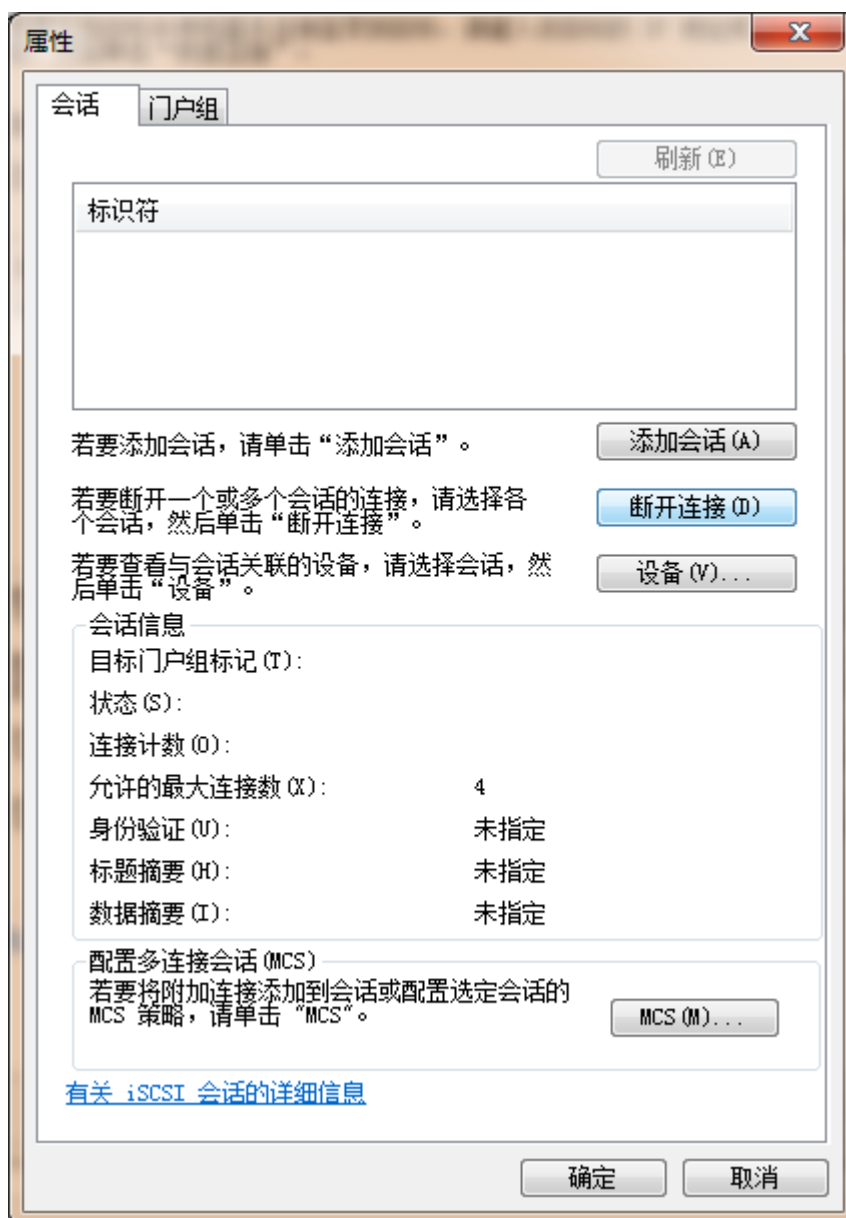 属性
会话
门户组
刷新(E)
标识符
若要添加会话，请单击“添加会话”。
添加会话(A)
若要断开一个或多个会话的连接，请选择各
个会话，然后单击“断开连接”。
断开连接(D)
若要查看与会话关联的设备，请选择会话，然
后单击“设备”。
设备(V)...
会话信息
目标门户组标记(T):
状态(S):
连接计数(O):
允许的最大连接数(X): 4
身份验证(U): 未指定
标题摘要(H): 未指定
数据摘要(I): 未指定
配置多连接会话(MCS)
若要将附加连接添加到会话或配置选定会话的
MCS 策略，请单击 "MCS"。
MCS(M)...
有关 iSCSI 会话的详细信息
确定
取消